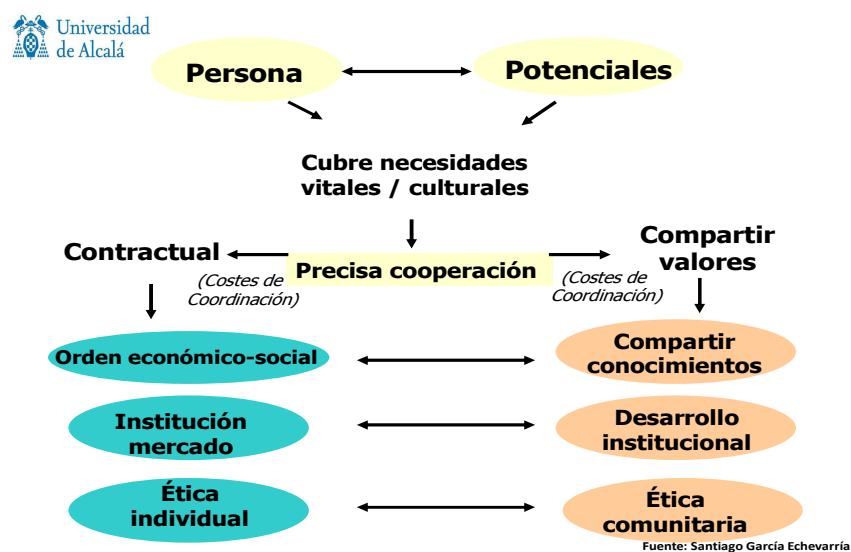 Universidad
de Alcalá
Persona
Potenciales
Cubre necesidades
vitales / culturales
Contractual
Compartir
valores
Precisa cooperación
(Costes de
Coordinación)
(Costes de
Coordinación)
Orden económico-social
Compartir
conocimientos
Institución
mercado
Desarrollo
institucional
Ética
individual
Ética
comunitaria
Fuente: Santiago García Echevarría